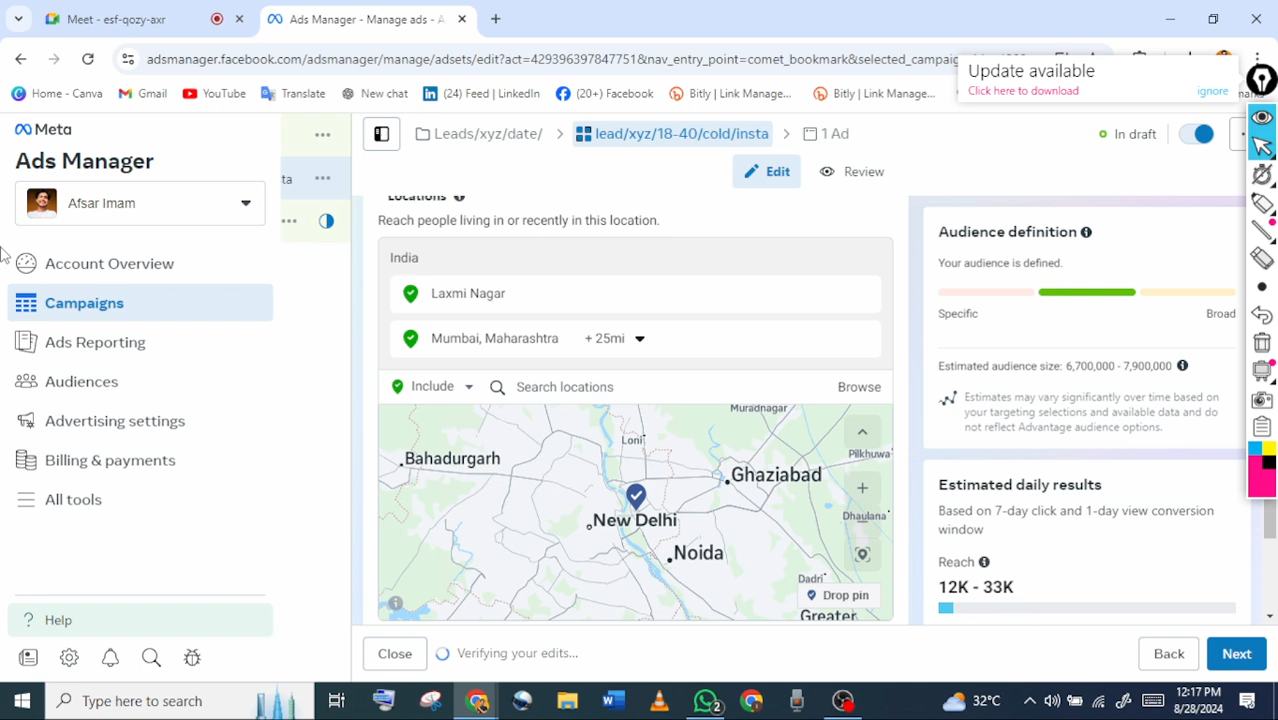 Meet - esf-qozy-axr
Ads Manager - Manage ads - A
adsmanager.facebook.com/adsmanager/manage/adsets/edit?act=429396397847751&nav_entry_point=comet_bookmark&selected_campaig
Update available
Click here to download
ignore
Home - Canva
Gmail
YouTube
Translate
New chat
(24) Feed | LinkedIn
(20+) Facebook
Bitly | Link Manage...
Bitly | Link Manage...
Meta
Ads Manager
Afsar Imam
Account Overview
Campaigns
Ads Reporting
Audiences
Advertising settings
Billing & payments
All tools
Help
ta
Leads/xyz/date/ > lead/xyz/18-40/cold/insta > 1 Ad
In draft
Edit
Review
Locations
Reach people living in or recently in this location.
India
Laxmi Nagar
Mumbai, Maharashtra + 25mi
Include
Search locations
Browse
Muradnagar
Loni
Pilkhuwa
Bahadurgarh
Ghaziabad
New Delhi
Dhaulana
Noida
Dadri
Drop pin
Greater
Audience definition
Your audience is defined.
Specific
Broad
Estimated audience size: 6,700,000 - 7,900,000
Estimates may vary significantly over time based on
your targeting selections and available data and do
not reflect Advantage audience options.
Estimated daily results
Based on 7-day click and 1-day view conversion
window
Reach
12K - 33K
Close
Verifying your edits...
Back
Next
Type here to search
2
32°C
12:17 PM
8/28/2024